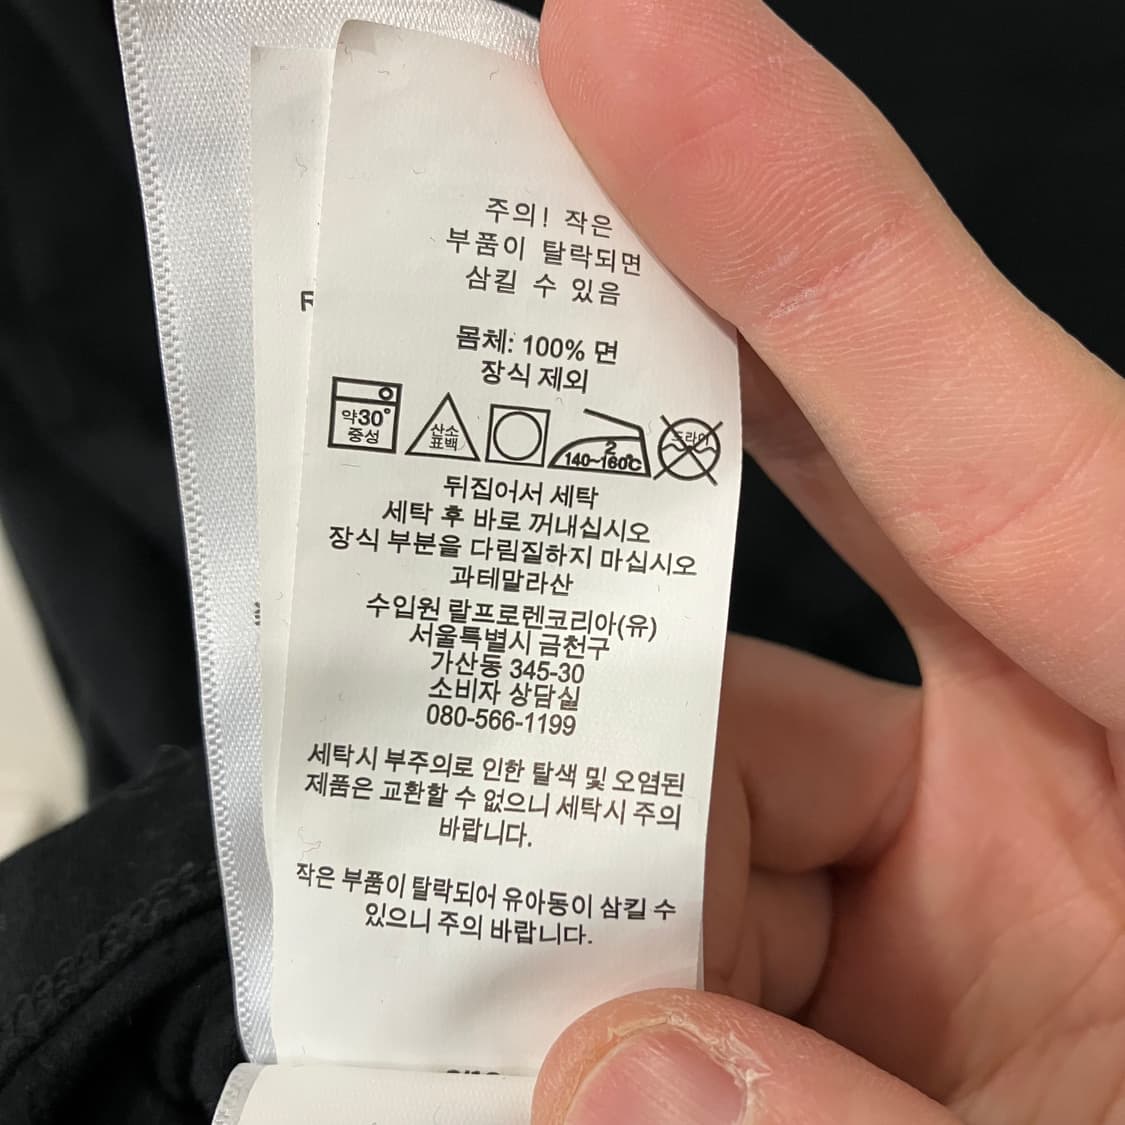 주의! 작은
부품이 탈락되면
삼킬 수 있음
몸체: 100% 면
장식 제외
약30°
중성
산소
표백
2
140~160℃
드라이
뒤집어서 세탁
세탁 후 바로 꺼내십시오
장식 부분을 다림질하지 마십시오
과테말라산
수입원 랄프로렌코리아(유)
서울특별시 금천구
가산동 345-30
소비자 상담실
080-566-1199
세탁시 부주의로 인한 탈색 및 오염된
제품은 교환할 수 없으니 세탁시 주의
바랍니다.
작은 부품이 탈락되어 유아동이 삼킬 수
있으니 주의 바랍니다.